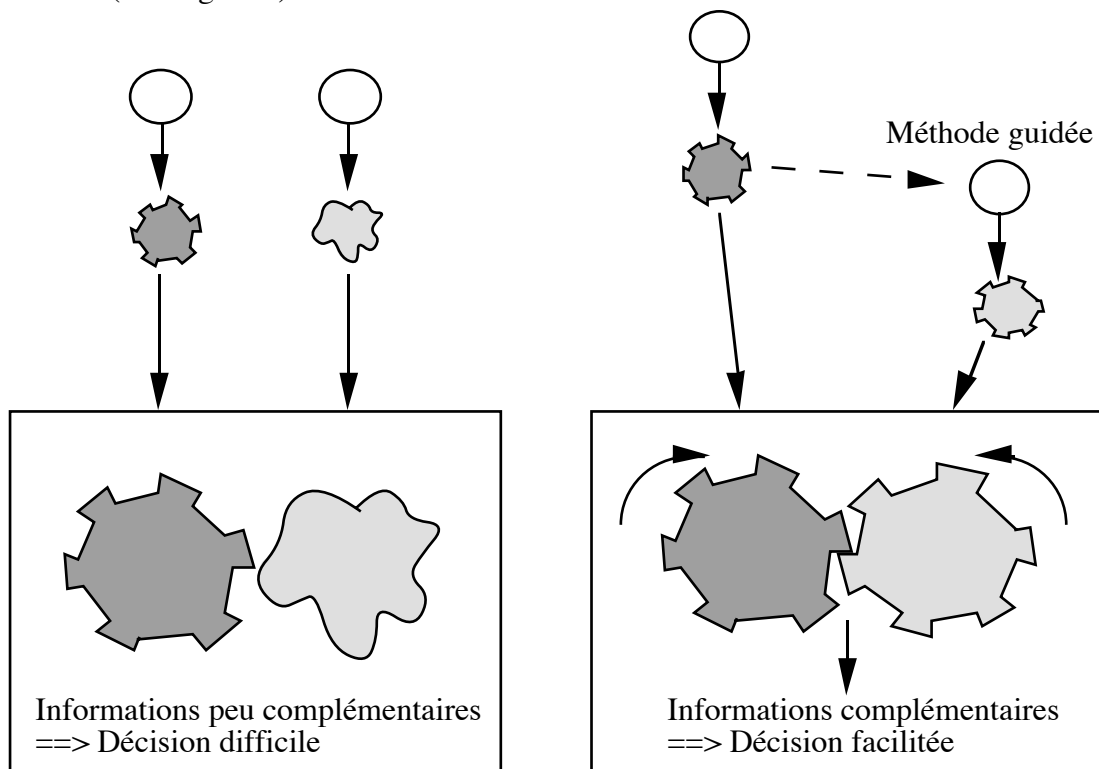 Méthode guidée
Informations peu complémentaires
==> Décision difficile
Informations complémentaires
==> Décision facilitée